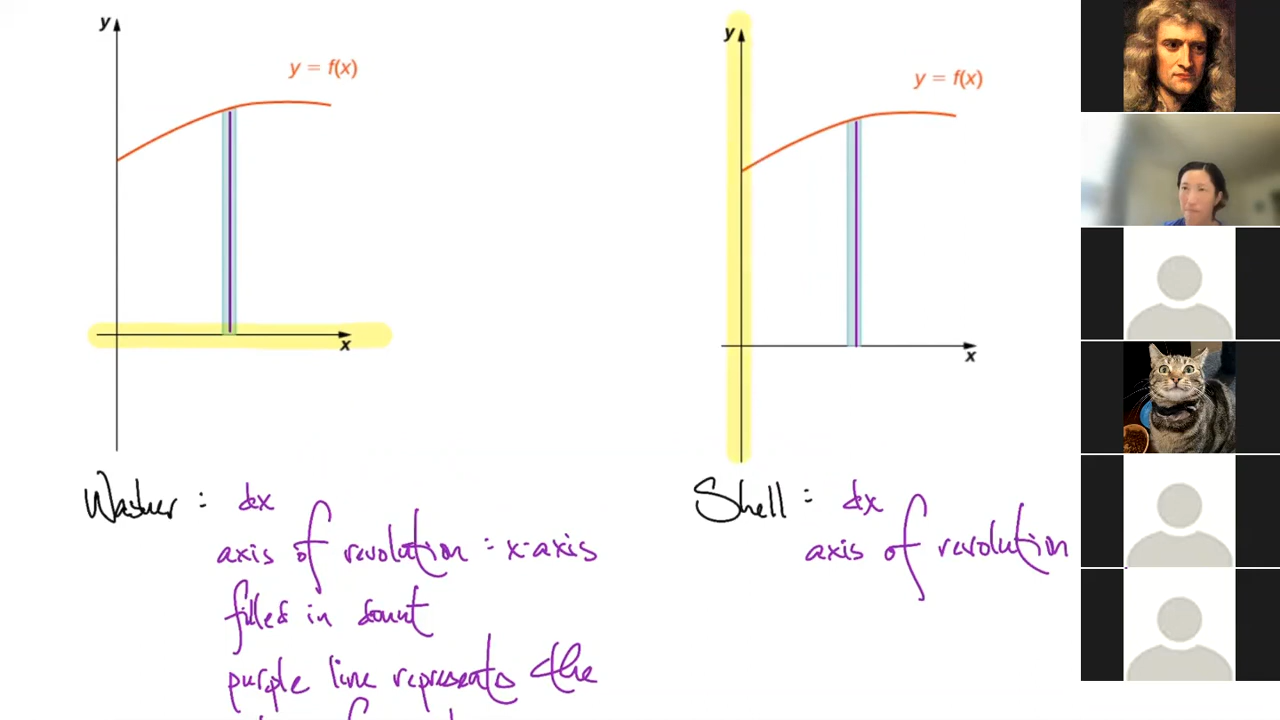 y
y = f(x)
x
Washer : dx
axis of revolution = x-axis
filled in donut
purple line represents the
y
y = f(x)
x
Shell : dx
axis of revolution